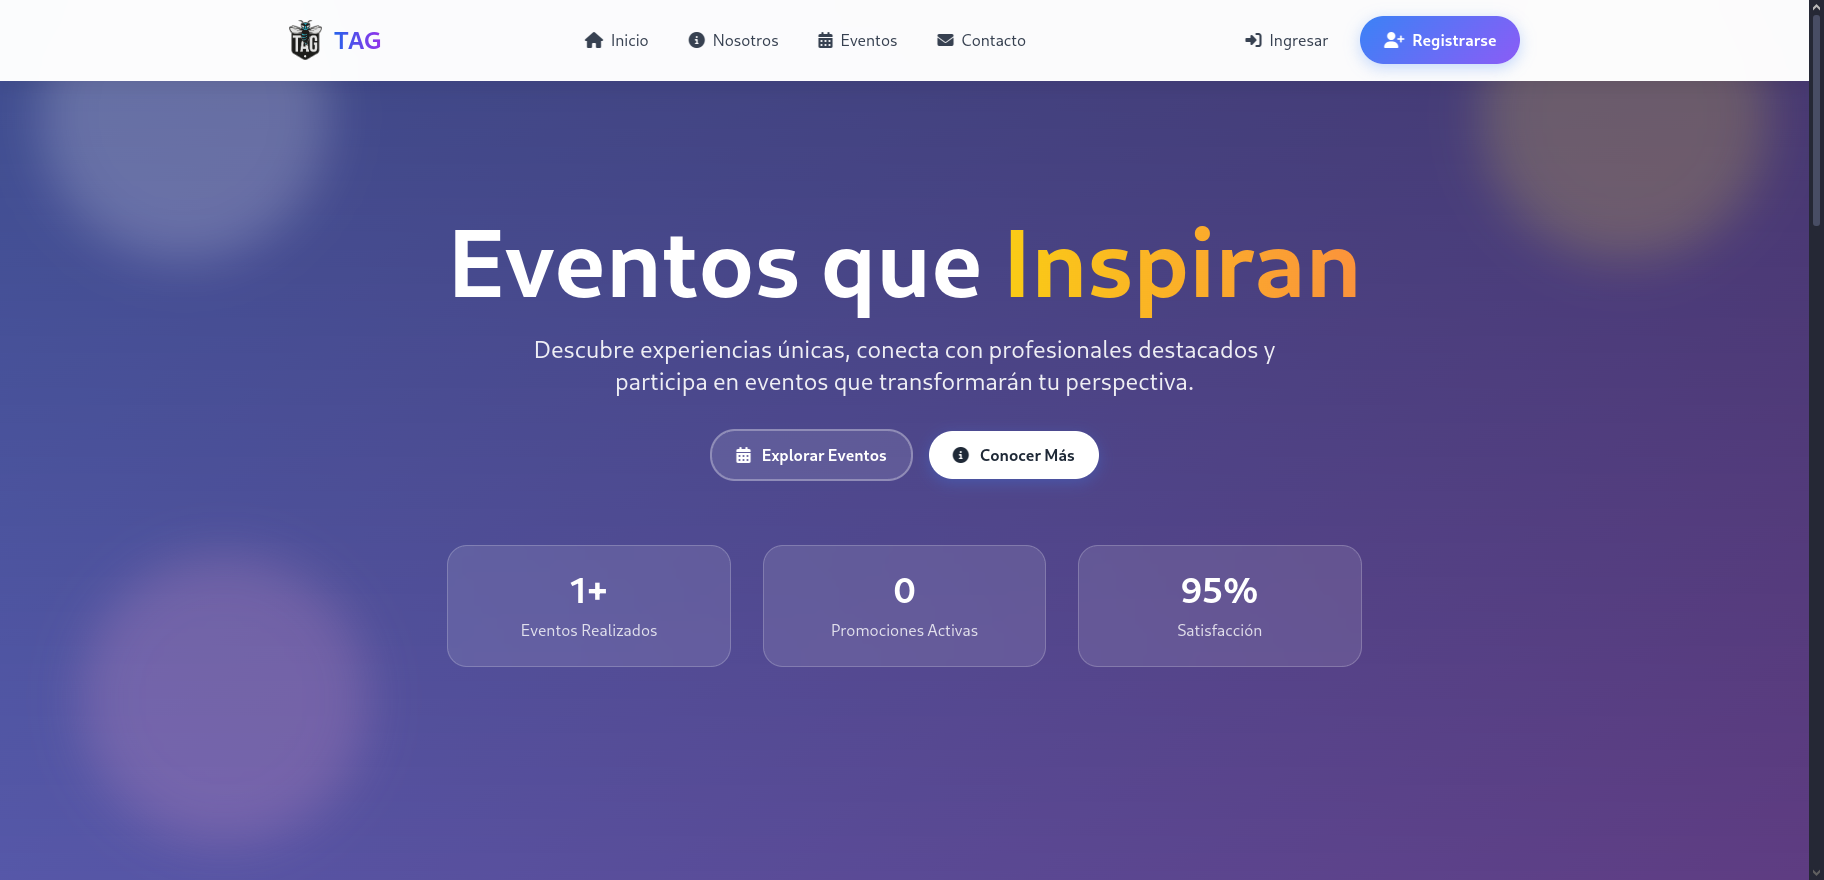 TAG
TAG
Inicio
Nosotros
Eventos
Contacto
Ingresar
Registrarse
Eventos que Inspiran
Descubre experiencias únicas, conecta con profesionales destacados y
participa en eventos que transformarán tu perspectiva.
Explorar Eventos
Conocer Más
1+
Eventos Realizados
0
Promociones Activas
95%
Satisfacción